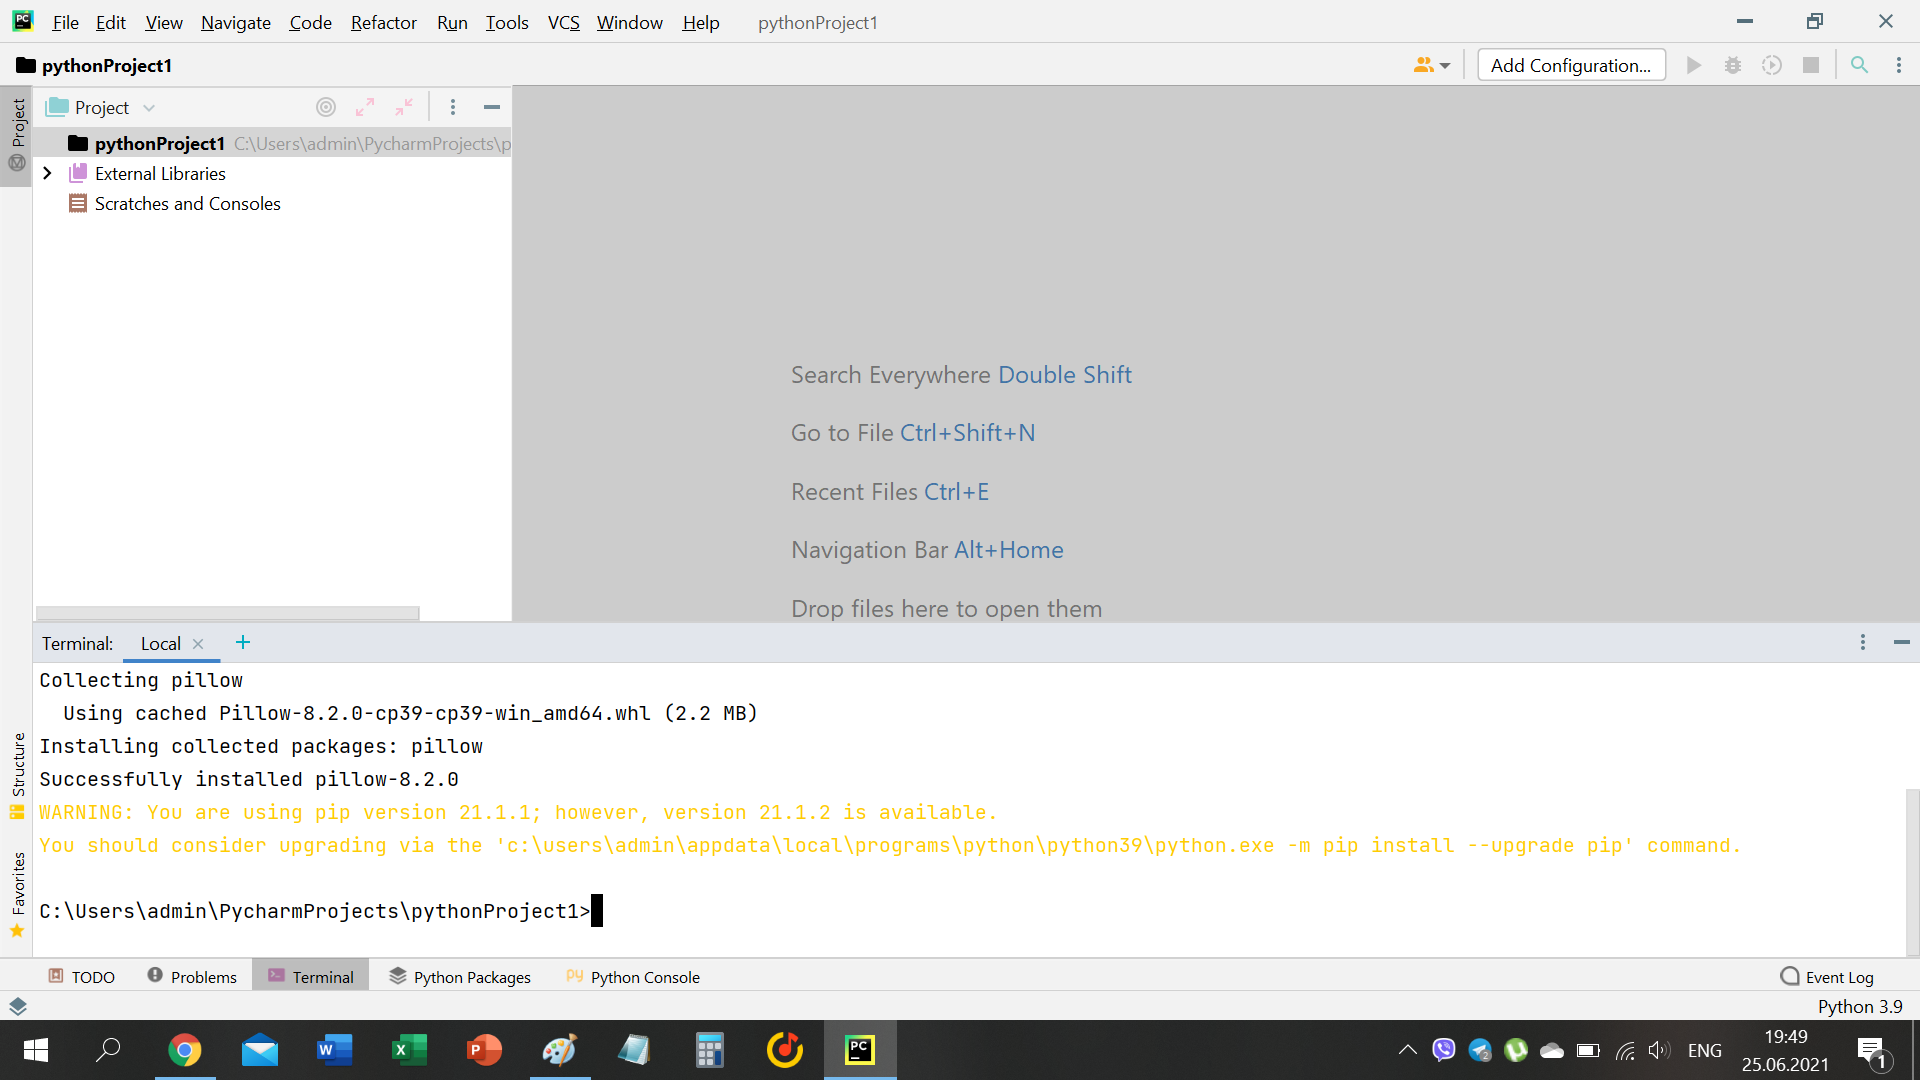 File Edit View Navigate Code Refactor Run Tools VCS Window Help pythonProject1
pythonProject1
Add Configuration...
Project
Project
pythonProject1 C:\Users\admin\PycharmProjects\p
External Libraries
Scratches and Consoles
Search Everywhere Double Shift
Go to File Ctrl+Shift+N
Recent Files Ctrl+E
Navigation Bar Alt+Home
Drop files here to open them
Terminal: Local
Collecting pillow
Using cached Pillow-8.2.0-cp39-cp39-win_amd64.whl (2.2 MB)
Installing collected packages: pillow
Successfully installed pillow-8.2.0
WARNING: You are using pip version 21.1.1; however, version 21.1.2 is available.
You should consider upgrading via the 'c:\users\admin\appdata\local\programs\python\python39\python.exe -m pip install --upgrade pip' command.
C:\Users\admin\PycharmProjects\pythonProject1>
Structure
Favorites
TODO Problems Terminal Python Packages Python Console Event Log
Python 3.9
ENG
19:49
25.06.2021
1